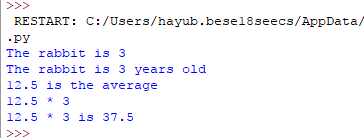 >>>
RESTART: C:/Users/hayub.bese18seecs/AppData/
.py
The rabbit is 3
The rabbit is 3 years old
12.5 is the average
12.5 * 3
12.5 * 3 is 37.5
>>>